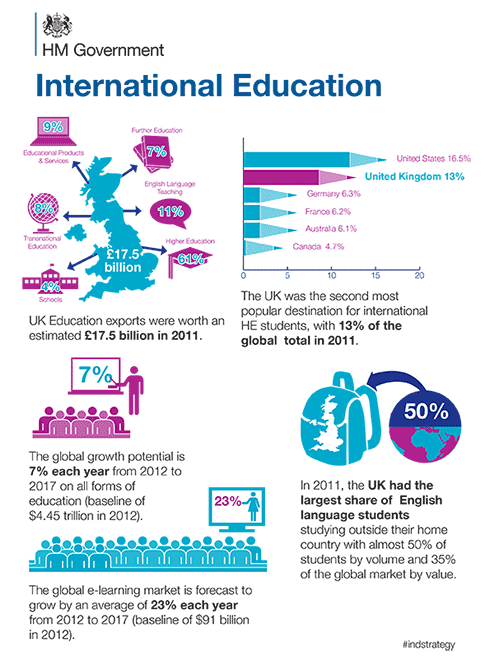 HM Government
International Education
9%
Educational Products
& Services
Further Education
7%
English Language
Teaching
11%
8%
Transnational
Education
Higher Education
61%
£17.5
billion
4%
Schools
UK Education exports were worth an
estimated £17.5 billion in 2011.
United States 16.5%
United Kingdom 13%
Germany 6.3%
France 6.2%
Australia 6.1%
Canada 4.7%
0 5 10 15 20
The UK was the second most
popular destination for international
HE students, with 13% of the
global total in 2011.
7%
The global growth potential is
7% each year from 2012 to
2017 on all forms of
education (baseline of
$4.45 trillion in 2012).
23%
The global e-learning market is forecast to
grow by an average of 23% each year
from 2012 to 2017 (baseline of $91 billion
in 2012).
50%
In 2011, the UK had the
largest share of English
language students
studying outside their home
country with almost 50% of
students by volume and 35%
of the global market by value.
#indstrategy